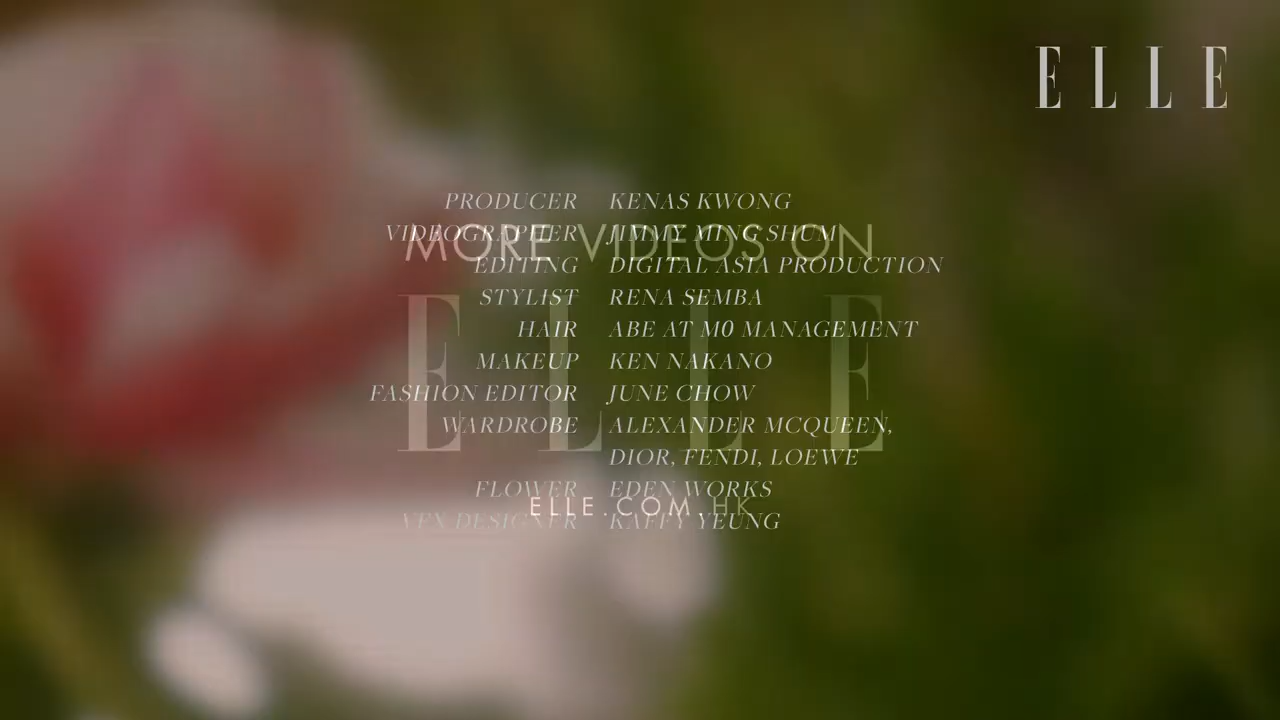 ELLE
PRODUCER KENAS KWONG
VIDEOGRAPHER JIMMY MING SHUM
MORE VIDEOS ON
EDITING DIGITAL ASIA PRODUCTION
STYLIST RENA SEMBA
HAIR ABE AT M0 MANAGEMENT
ELLE
MAKEUP KEN NAKANO
FASHION EDITOR JUNE CHOW
WARDROBE ALEXANDER MCQUEEN,
DIOR, FENDI, LOEWE
FLOWER EDEN WORKS
ELLE.COM.HK
VFX DESIGNER KAFFY YEUNG